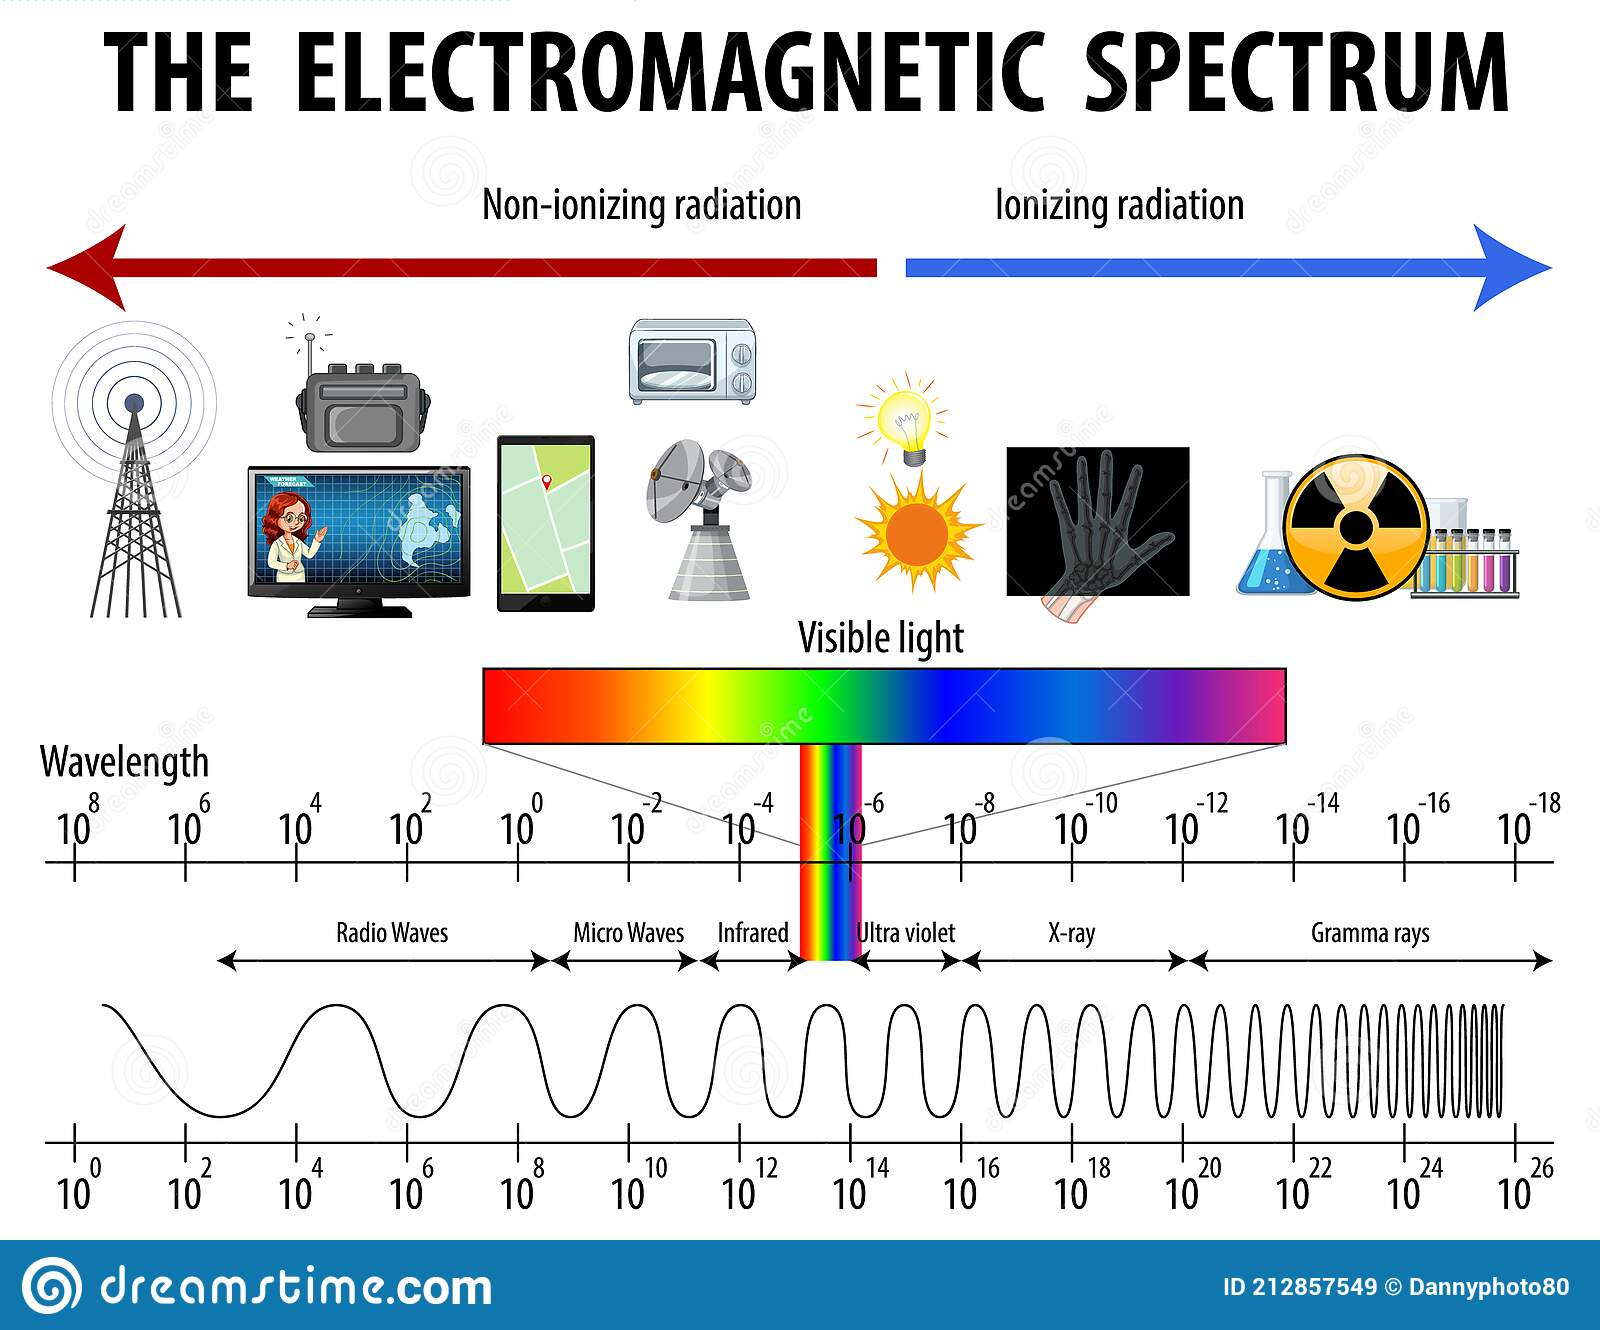 THE ELECTROMAGNETIC SPECTRUM
Non-ionizing radiation
Ionizing radiation
WEATHER
FORECAST
Visible light
Wavelength
10^8 10^6 10^4 10^2 10^0 10^-2 10^-4 10^-6 10^-8 10^-10 10^-12 10^-14 10^-16 10^-18
Radio Waves Micro Waves Infrared Ultra violet X-ray Gramma rays
10^0 10^2 10^4 10^6 10^8 10^10 10^12 10^14 10^16 10^18 10^20 10^22 10^24 10^26
dreamstime.com
ID 212857549 © Dannyphoto80